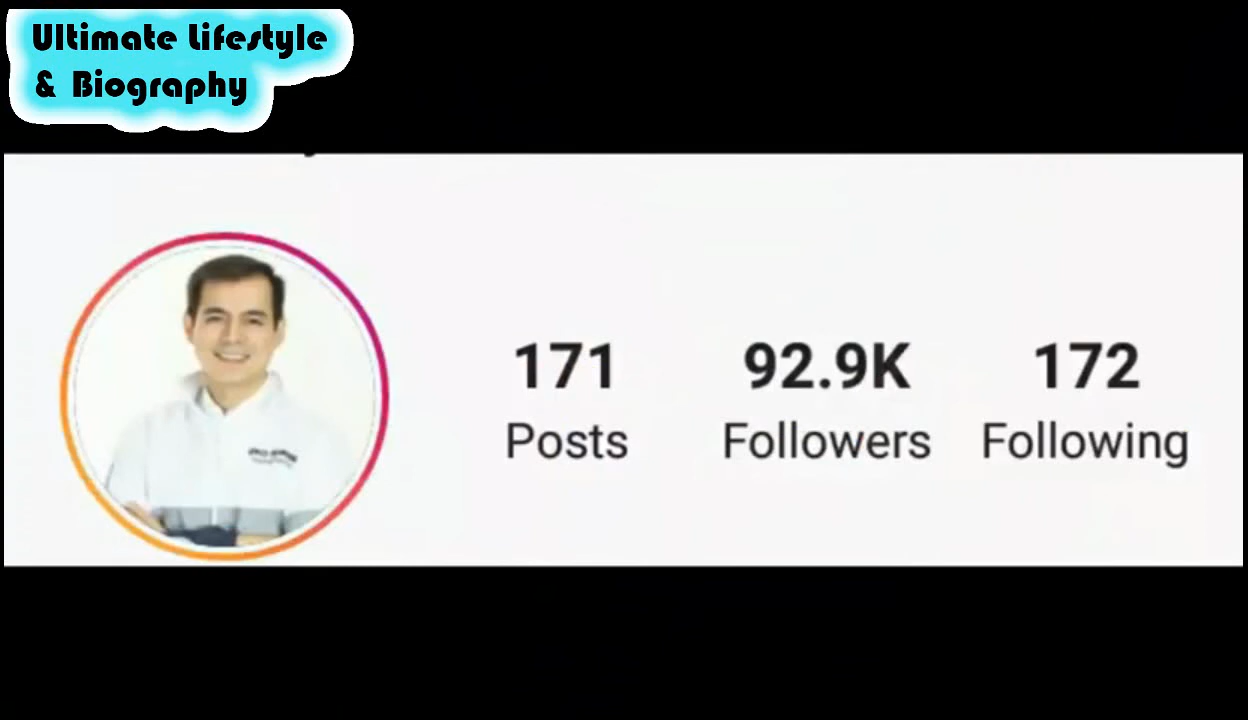 Ultimate Lifestyle
& Biography
171 92.9K 172
Posts Followers Following